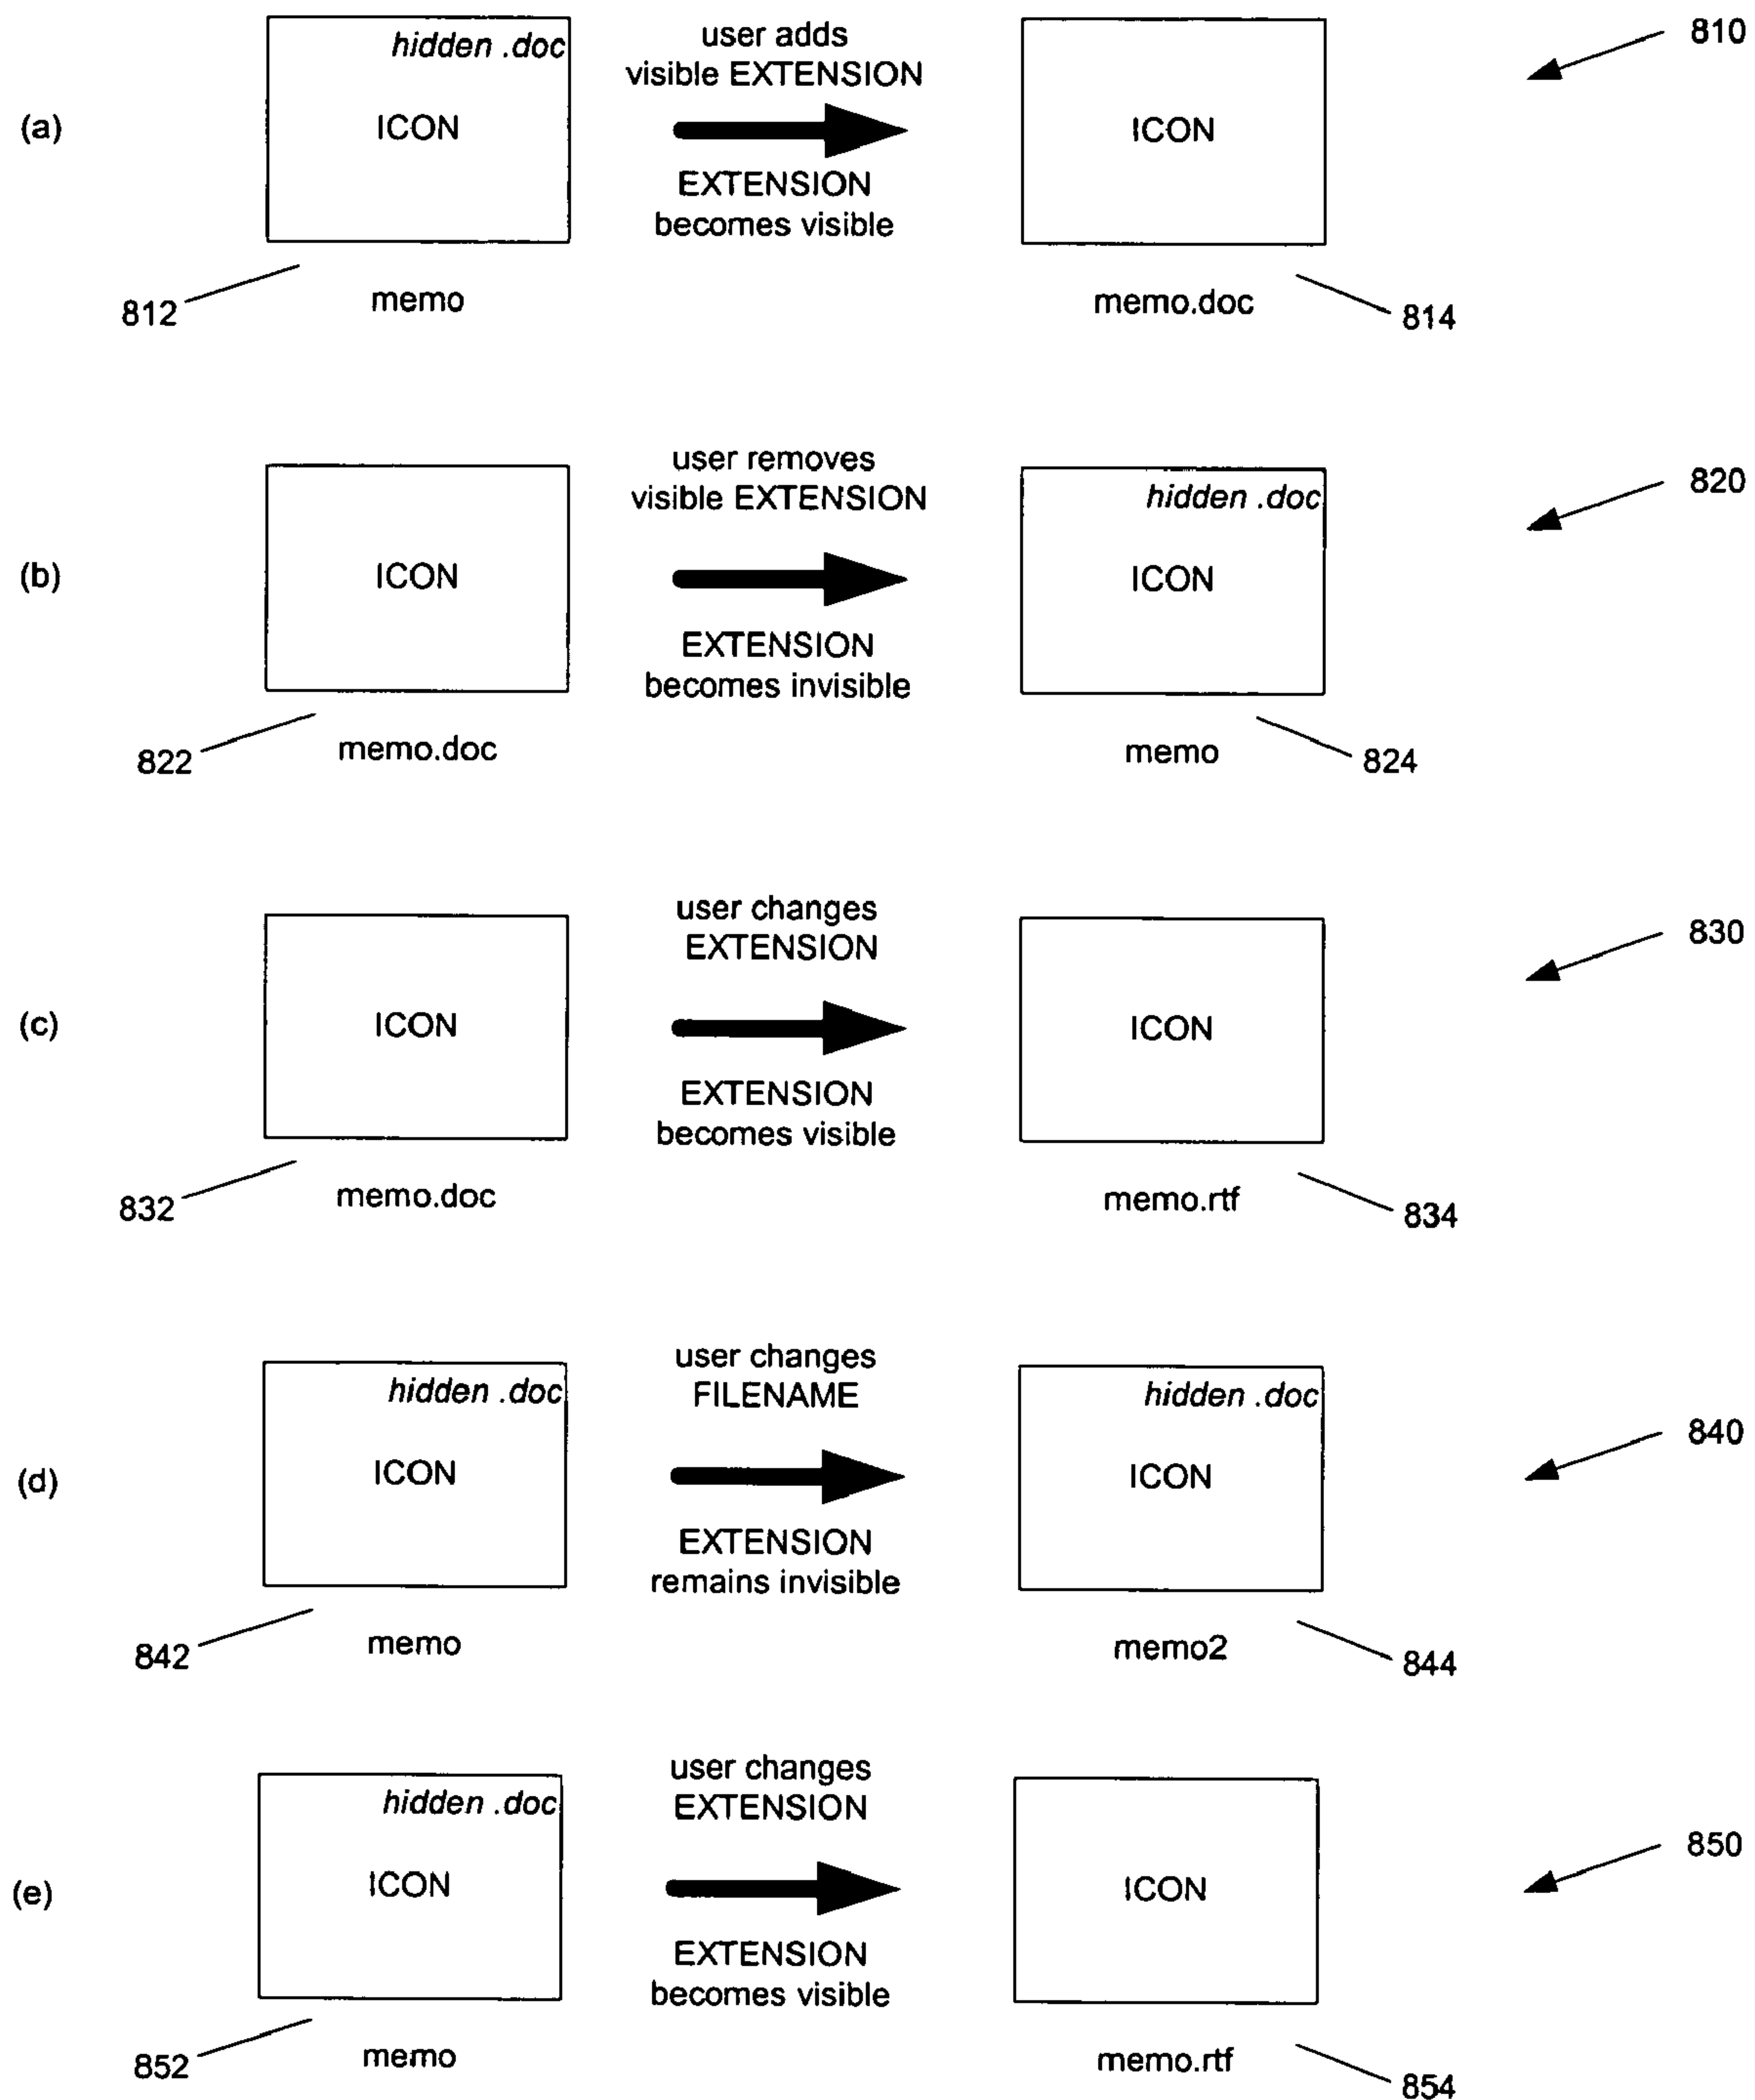 810
hidden .doc
user adds
visible EXTENSION
(a)
ICON
ICON
EXTENSION
becomes visible
812
memo
memo.doc
814
820
user removes
visible EXTENSION
hidden .doc
(b)
ICON
ICON
EXTENSION
becomes invisible
822
memo.doc
memo
824
830
user changes
EXTENSION
(c)
ICON
ICON
EXTENSION
becomes visible
832
memo.doc
memo.rtf
834
840
user changes
FILENAME
hidden .doc
hidden .doc
(d)
ICON
ICON
EXTENSION
remains invisible
842
memo
memo2
844
850
user changes
EXTENSION
hidden .doc
(e)
ICON
ICON
EXTENSION
becomes visible
852
memo
memo.rtf
854